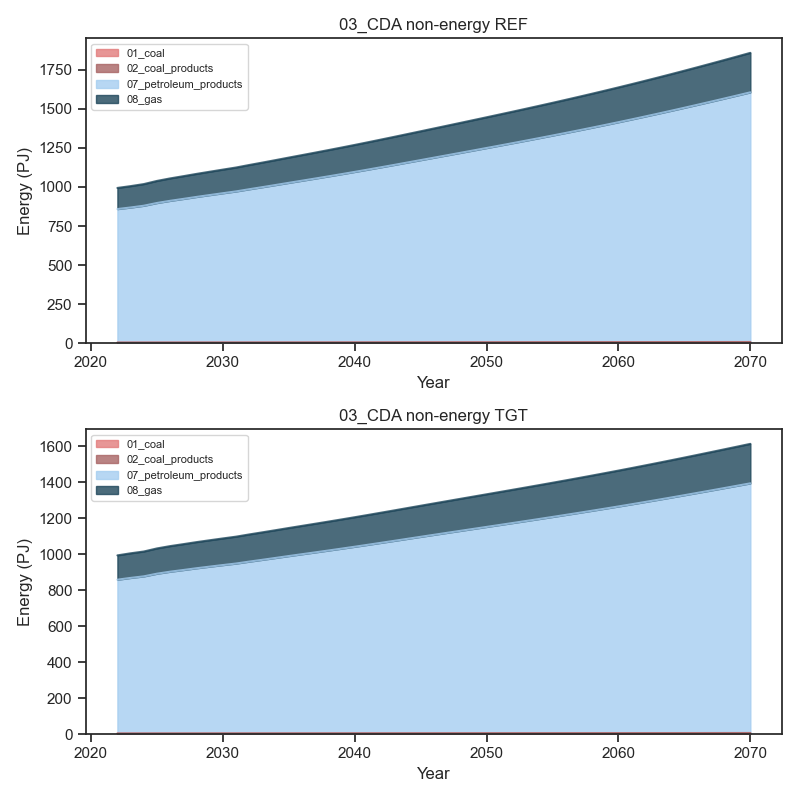 03_CDA non-energy REF
01_coal
02_coal_products
07_petroleum_products
08_gas
Energy (PJ)
1750
1500
1250
1000
750
500
250
0
2020 2030 2040 2050 2060 2070
Year
03_CDA non-energy TGT
01_coal
02_coal_products
07_petroleum_products
08_gas
Energy (PJ)
1600
1400
1200
1000
800
600
400
200
0
2020 2030 2040 2050 2060 2070
Year